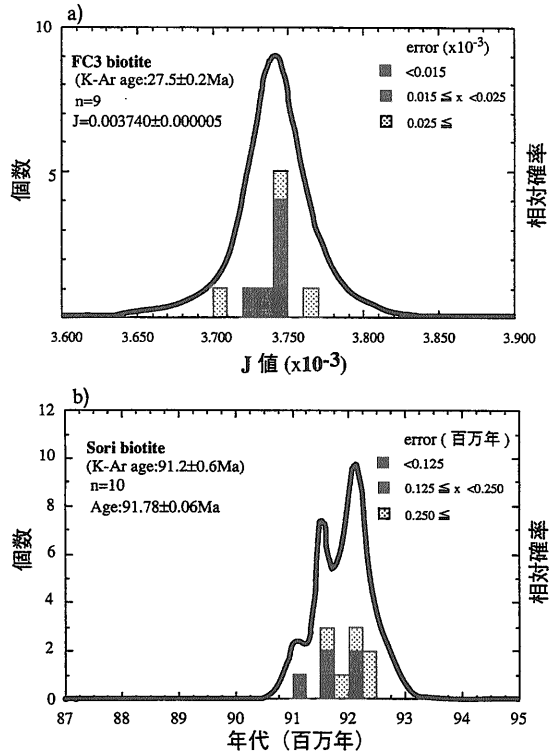 a)
10
5
FC3 biotite
(K-Ar age:27.5±0.2Ma)
n=9
J=0.003740±0.000005
error (x10-3)
<0.015
0.015 ≦ x <0.025
0.025 ≦
個数
相対確率
3.600 3.650 3.700 3.750 3.800 3.850 3.900
J 値 (x10-3)
b)
12
10
8
6
4
2
0
Sori biotite
(K-Ar age:91.2±0.6Ma)
n=10
Age:91.78±0.06Ma
error (百万年)
<0.125
0.125 ≦ x <0.250
0.250 ≦
個数
相対確率
87 88 89 90 91 92 93 94 95
年代 (百万年)